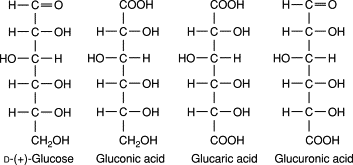 H—C=O COOH COOH H—C=O
H—OH H—OH H—OH H—OH
HO—H HO—H HO—H HO—H
H—OH H—OH H—OH H—OH
H—OH H—OH H—OH H—OH
CH₂OH CH₂OH COOH COOH
D-(+)-Glucose Gluconic acid Glucaric acid Glucuronic acid